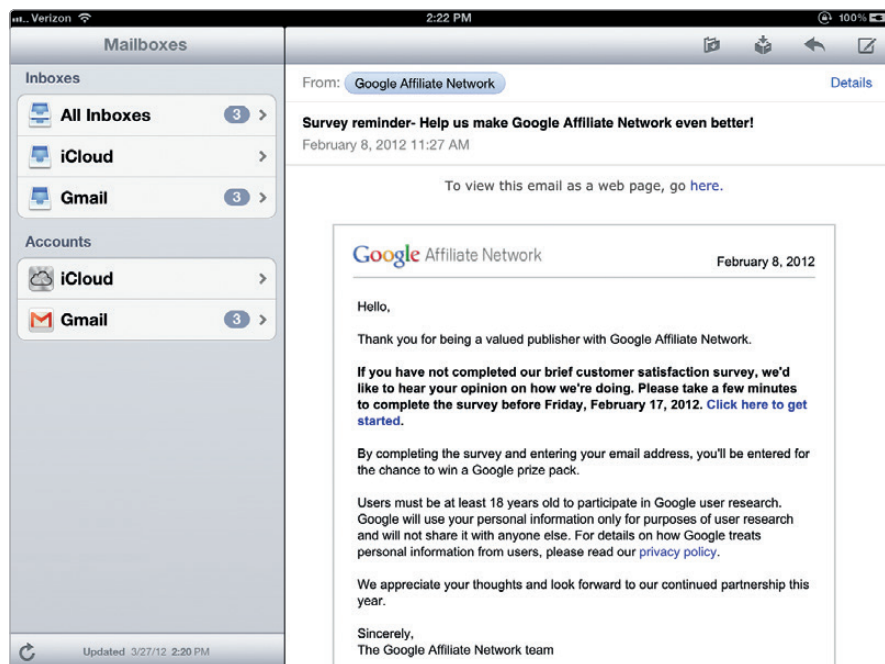 Verizon
2:22 PM
100%
Mailboxes
Inboxes
All Inboxes 3
iCloud
Gmail 3
Accounts
iCloud
Gmail 3
Updated 3/27/12 2:20 PM
From: Google Affiliate Network
Details
Survey reminder- Help us make Google Affiliate Network even better!
February 8, 2012 11:27 AM
To view this email as a web page, go here.
Google Affiliate Network
February 8, 2012
Hello,
Thank you for being a valued publisher with Google Affiliate Network.
If you have not completed our brief customer satisfaction survey, we'd
like to hear your opinion on how we're doing. Please take a few minutes
to complete the survey before Friday, February 17, 2012. Click here to get
started.
By completing the survey and entering your email address, you'll be entered for
the chance to win a Google prize pack.
Users must be at least 18 years old to participate in Google user research.
Google will use your personal information only for purposes of user research
and will not share it with anyone else. For details on how Google treats
personal information from users, please read our privacy policy.
We appreciate your thoughts and look forward to our continued partnership this
year.
Sincerely,
The Google Affiliate Network team